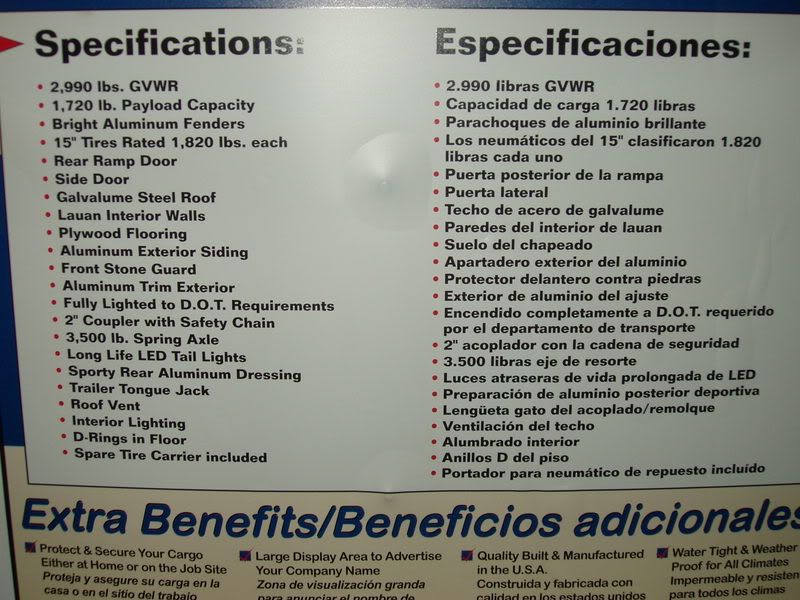 Specifications:
• 2,990 lbs. GVWR
• 1,720 lb. Payload Capacity
• Bright Aluminum Fenders
• 15" Tires Rated 1,820 lbs. each
• Rear Ramp Door
• Side Door
• Galvalume Steel Roof
• Lauan Interior Walls
• Plywood Flooring
• Aluminum Exterior Siding
• Front Stone Guard
• Aluminum Trim Exterior
• Fully Lighted to D.O.T. Requirements
• 2" Coupler with Safety Chain
• 3,500 lb. Spring Axle
• Long Life LED Tail Lights
• Sporty Rear Aluminum Dressing
• Trailer Tongue Jack
• Roof Vent
• Interior Lighting
• D-Rings in Floor
• Spare Tire Carrier included
Especificaciones:
• 2.990 libras GVWR
• Capacidad de carga 1.720 libras
• Parachoques de aluminio brillante
• Los neumáticos del 15" clasificaron 1.820
libras cada uno
• Puerta posterior de la rampa
• Puerta lateral
• Techo de acero de galvalume
• Paredes del interior de lauan
• Suelo del chapeado
• Apartadero exterior del aluminio
• Protector delantero contra piedras
• Exterior de aluminio del ajuste
• Encendido completamente a D.O.T. requerido
por el departamento de transporte
• 2" acoplador con la cadena de seguridad
• 3.500 libras eje de resorte
• Luces atraseras de vida prolongada de LED
• Preparación de aluminio posterior deportiva
• Lengüeta gato del acoplado/remolque
• Ventilación del techo
• Alumbrado interior
• Anillos D del piso
• Portador para neumático de repuesto incluído
Extra Benefits/Beneficios adicionales
Protect & Secure Your Cargo
Either at Home or on the Job Site
Proteja y asegure su carga en la
casa o en el sitio del trabajo
Large Display Area to Advertise
Your Company Name
Zona de visualización granda
para anunciar el nombre de
Quality Built & Manufactured
in the U.S.A.
Construida y fabricada con
calidad en los estados unidos
Water Tight & Weather
Proof for All Climates
Impermeable y resisten
para todos los climas